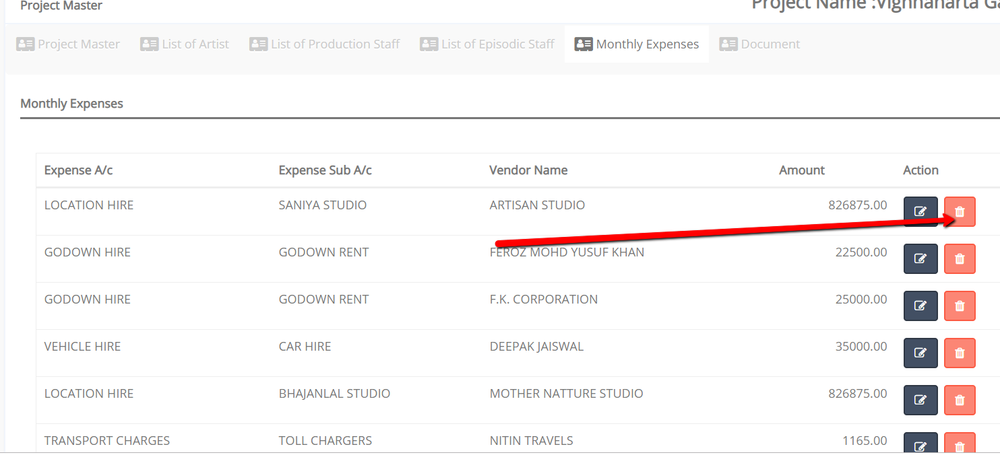 Project Master
Project Name :Vighnaharta
Project Master List of Artist List of Production Staff List of Episodic Staff Monthly Expenses Document
Monthly Expenses
Expense A/c Expense Sub A/c Vendor Name Amount Action
LOCATION HIRE SANIYA STUDIO ARTISAN STUDIO 826875.00
GODOWN HIRE GODOWN RENT FEROZ MOHD YUSUF KHAN 22500.00
GODOWN HIRE GODOWN RENT F.K. CORPORATION 25000.00
VEHICLE HIRE CAR HIRE DEEPAK JAISWAL 35000.00
LOCATION HIRE BHAJANLAL STUDIO MOTHER NATTURE STUDIO 826875.00
TRANSPORT CHARGES TOLL CHARGERS NITIN TRAVELS 1165.00